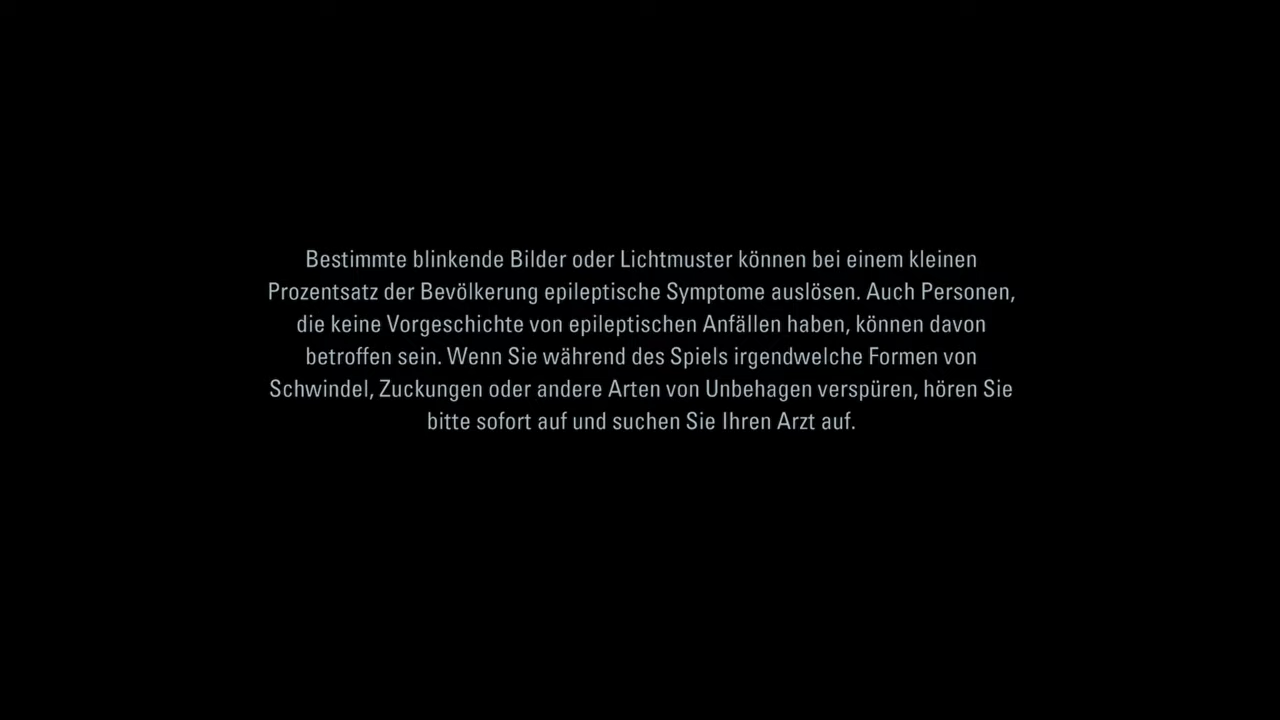 Bestimmte blinkende Bilder oder Lichtmuster können bei einem kleinen
Prozentsatz der Bevölkerung epileptische Symptome auslösen. Auch Personen,
die keine Vorgeschichte von epileptischen Anfällen haben, können davon
betroffen sein. Wenn Sie während des Spiels irgendwelche Formen von
Schwindel, Zuckungen oder andere Arten von Unbehagen verspüren, hören Sie
bitte sofort auf und suchen Sie Ihren Arzt auf.